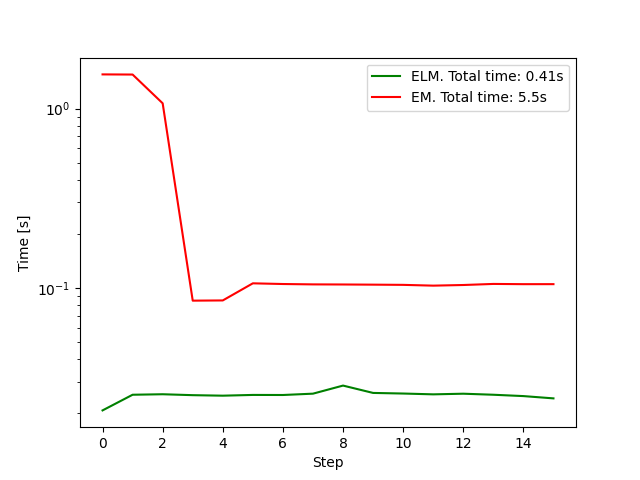 ELM. Total time: 0.41s
EM. Total time: 5.5s
10⁰
10⁻¹
Time [s]
0 2 4 6 8 10 12 14
Step